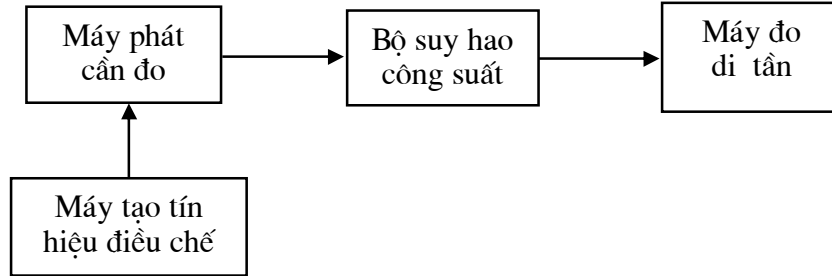 Máy phát
cần đo
Bộ suy hao
công suất
Máy đo
di tần
Máy tạo tín
hiệu điều chế